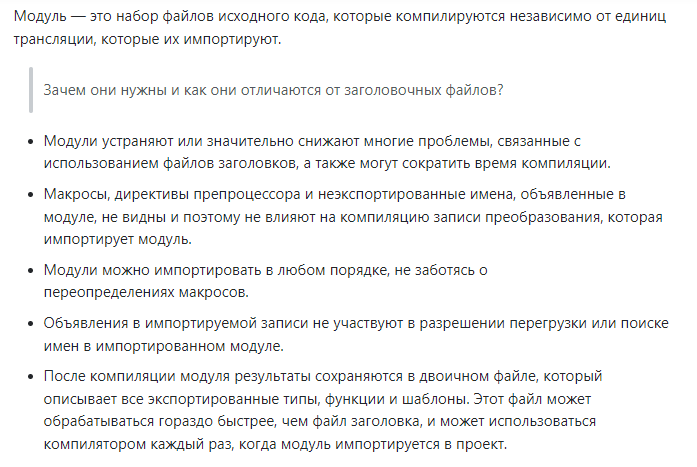 Модуль — это набор файлов исходного кода, которые компилируются независимо от единиц
трансляции, которые их импортируют.
Зачем они нужны и как они отличаются от заголовочных файлов?
• Модули устраняют или значительно снижают многие проблемы, связанные с
использованием файлов заголовков, а также могут сократить время компиляции.
• Макросы, директивы препроцессора и неэкспортированные имена, объявленные в
модуле, не видны и поэтому не влияют на компиляцию записи преобразования, которая
импортирует модуль.
• Модули можно импортировать в любом порядке, не заботясь о
переопределениях макросов.
• Объявления в импортируемой записи не участвуют в разрешении перегрузки или поиске
имен в импортированном модуле.
• После компиляции модуля результаты сохраняются в двоичном файле, который
описывает все экспортированные типы, функции и шаблоны. Этот файл может
обрабатываться гораздо быстрее, чем файл заголовка, и может использоваться
компилятором каждый раз, когда модуль импортируется в проект.